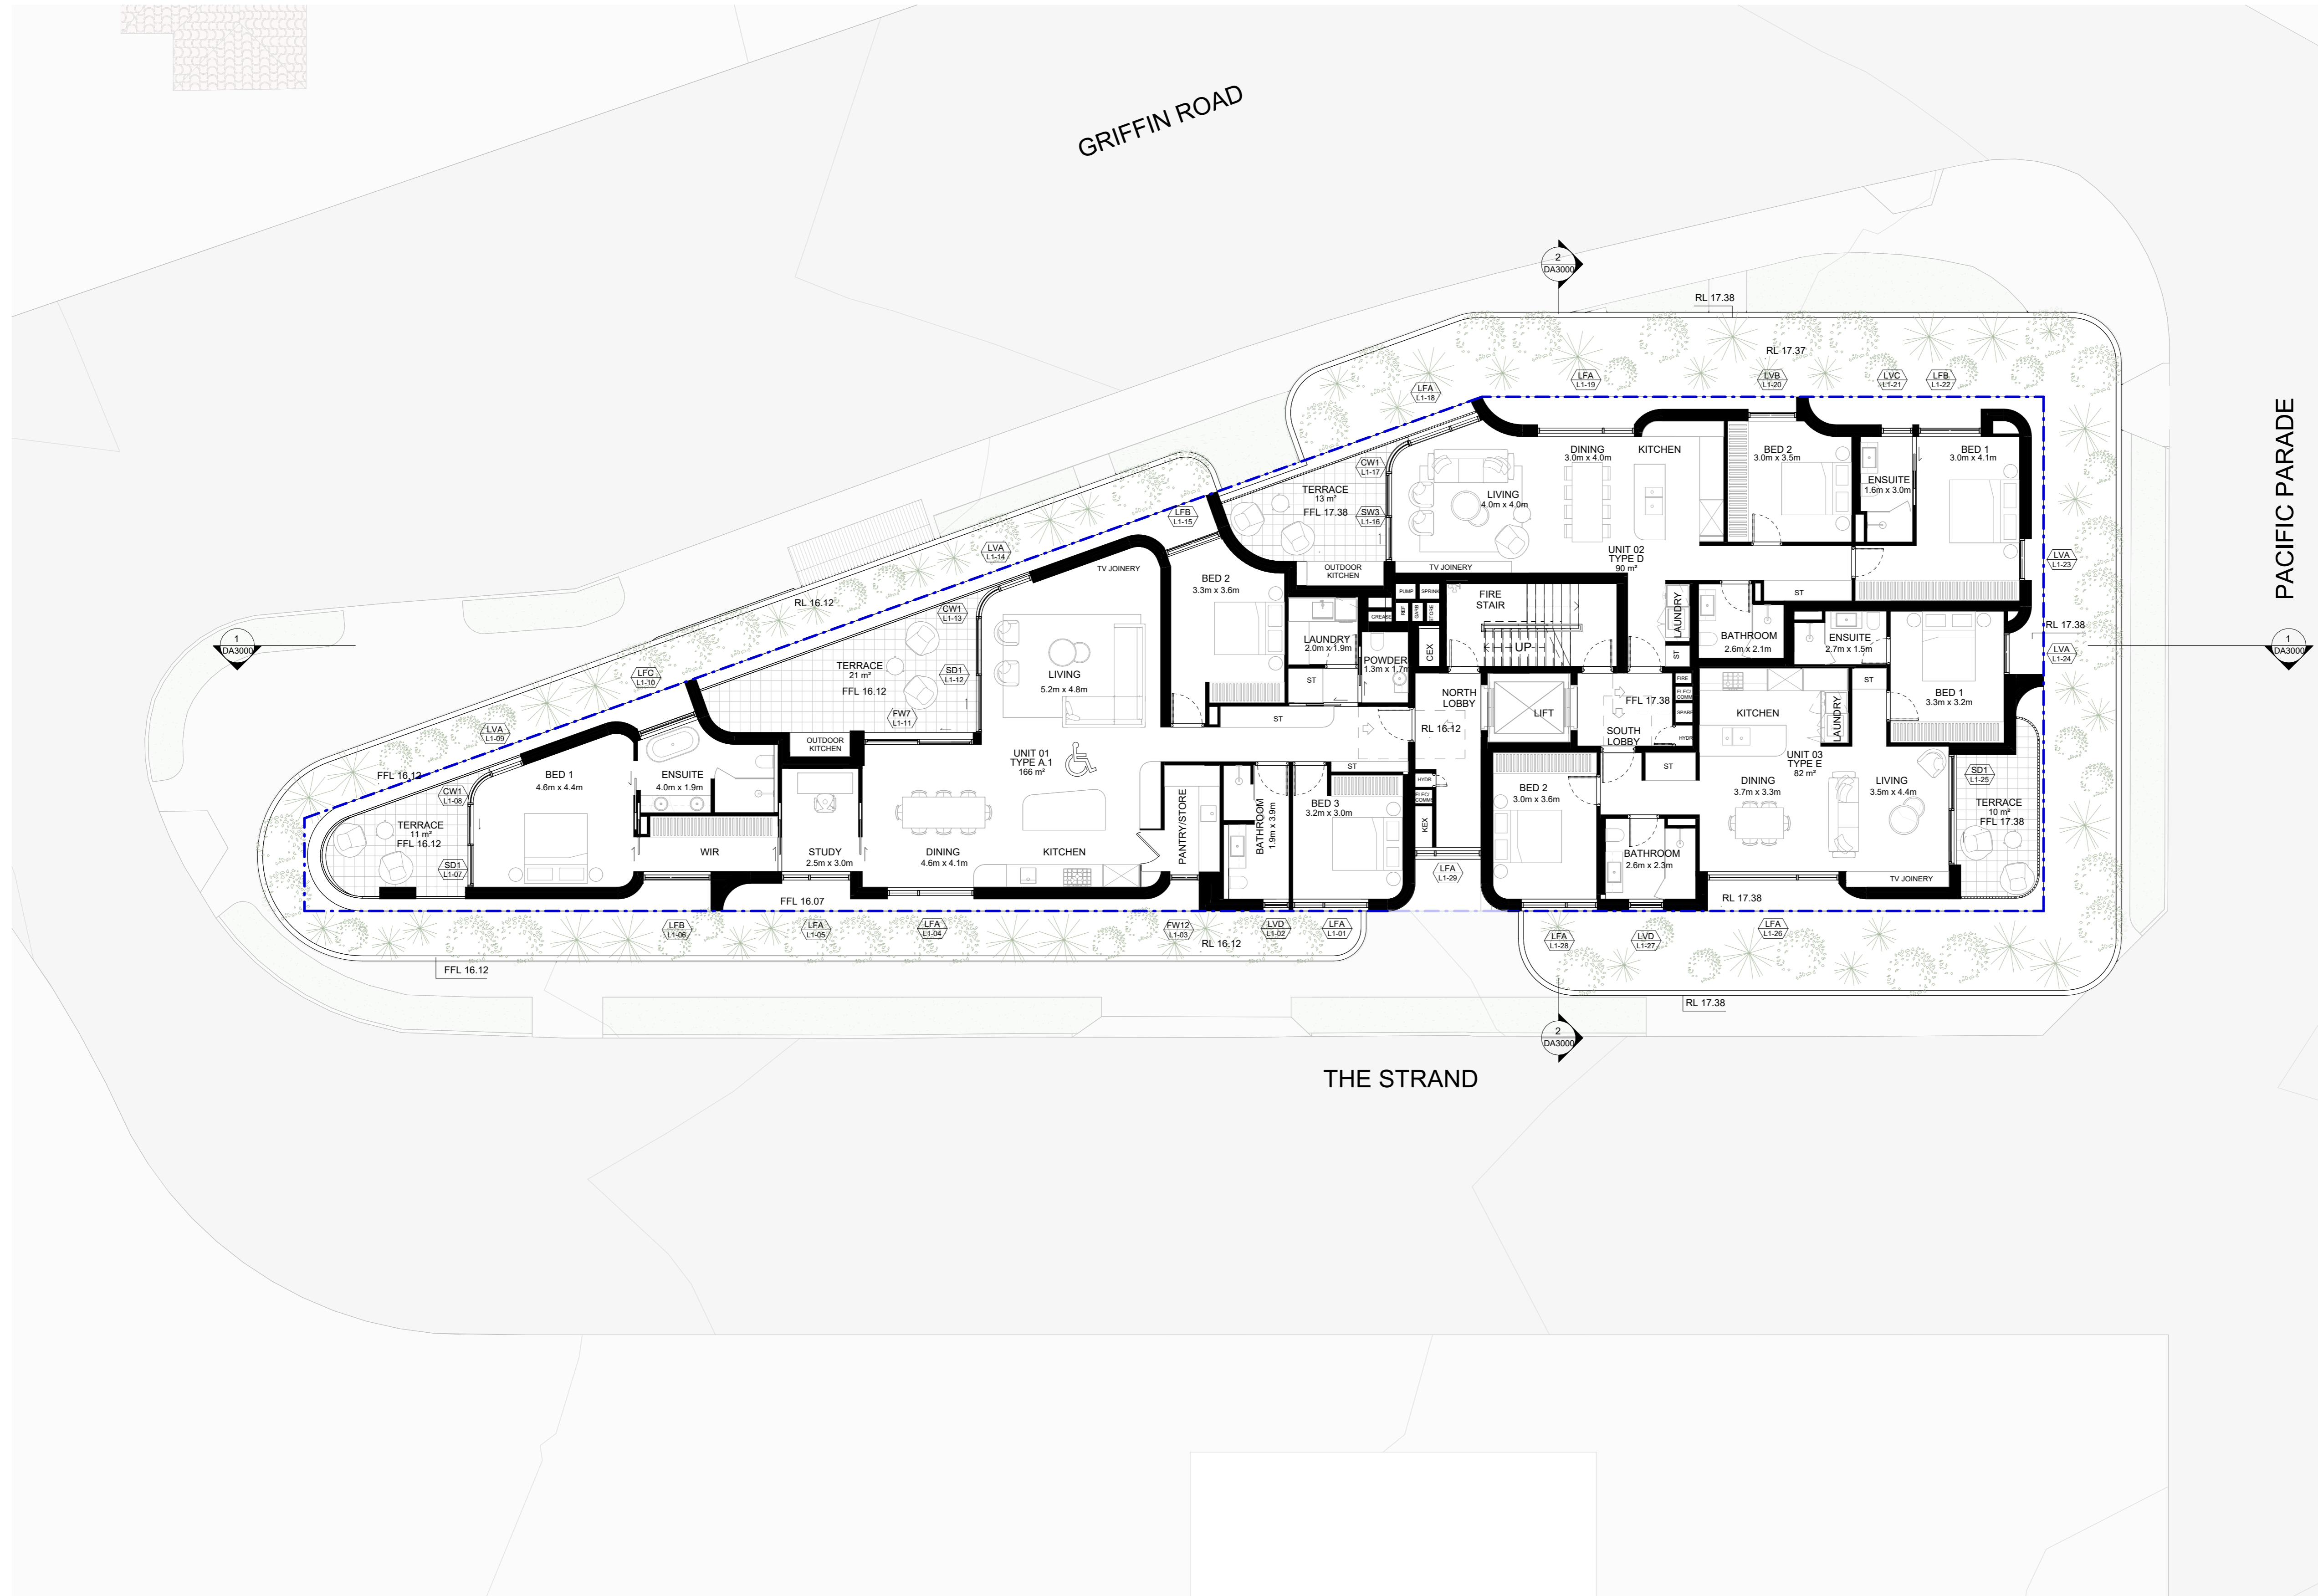 GRIFFIN ROAD
PACIFIC PARADE
THE STRAND
2
DA3000
RL 17.38
RL 17.37
LFA
L1-18
LFA
L1-19
LVB
L1-20
LVC
L1-21
LFB
L1-22
CW1
L1-17
TERRACE
13 m²
FFL 17.38
SW3
L1-16
LIVING
4.0m x 4.0m
DINING
3.0m x 4.0m
KITCHEN
BED 2
3.0m x 3.5m
ENSUITE
1.6m x 3.0m
BED 1
3.0m x 4.1m
UNIT 02
TYPE D
90 m²
OUTDOOR
KITCHEN
TV JOINERY
LVA
L1-23
LFB
L1-15
LVA
L1-14
TV JOINERY
BED 2
3.3m x 3.6m
PUMP
SPRINK
REF
GARB
STORE
GREASE
FIRE
STAIR
UP
CEX
LAUNDRY
ST
BATHROOM
2.6m x 2.1m
ST
ENSUITE
2.7m x 1.5m
RL 17.38
LVA
L1-24
1
DA3000
1
DA3000
RL 16.12
CW1
L1-13
LAUNDRY
2.0m x 1.9m
POWDER
1.3m x 1.7m
ST
TERRACE
21 m²
FFL 16.12
SD1
L1-12
FW7
L1-11
LFC
L1-10
LIVING
5.2m x 4.8m
ST
NORTH
LOBBY
RL 16.12
LIFT
FFL 17.38
SOUTH
LOBBY
FIRE
ELEC/
COMM
SPARE
HYDR
KITCHEN
LAUNDRY
ST
BED 1
3.3m x 3.2m
LVA
L1-09
OUTDOOR
KITCHEN
UNIT 01
TYPE A.1
166 m²
ST
HYDR
ELEC/
COMM
KEX
ST
UNIT 03
TYPE E
82 m²
FFL 16.12
CW1
L1-08
TERRACE
11 m²
FFL 16.12
SD1
L1-07
BED 1
4.6m x 4.4m
ENSUITE
4.0m x 1.9m
WIR
STUDY
2.5m x 3.0m
DINING
4.6m x 4.1m
KITCHEN
PANTRY/STORE
BATHROOM
1.9m x 3.9m
BED 3
3.2m x 3.0m
BED 2
3.0m x 3.6m
BATHROOM
2.6m x 2.3m
DINING
3.7m x 3.3m
LIVING
3.5m x 4.4m
SD1
L1-25
TERRACE
10 m²
FFL 17.38
TV JOINERY
LFA
L1-29
FFL 16.07
RL 17.38
LFB
L1-06
LFA
L1-05
LFA
L1-04
FW12
L1-03
RL 16.12
LVD
L1-02
LFA
L1-01
LFA
L1-28
LVD
L1-27
LFA
L1-26
FFL 16.12
RL 17.38
2
DA3000